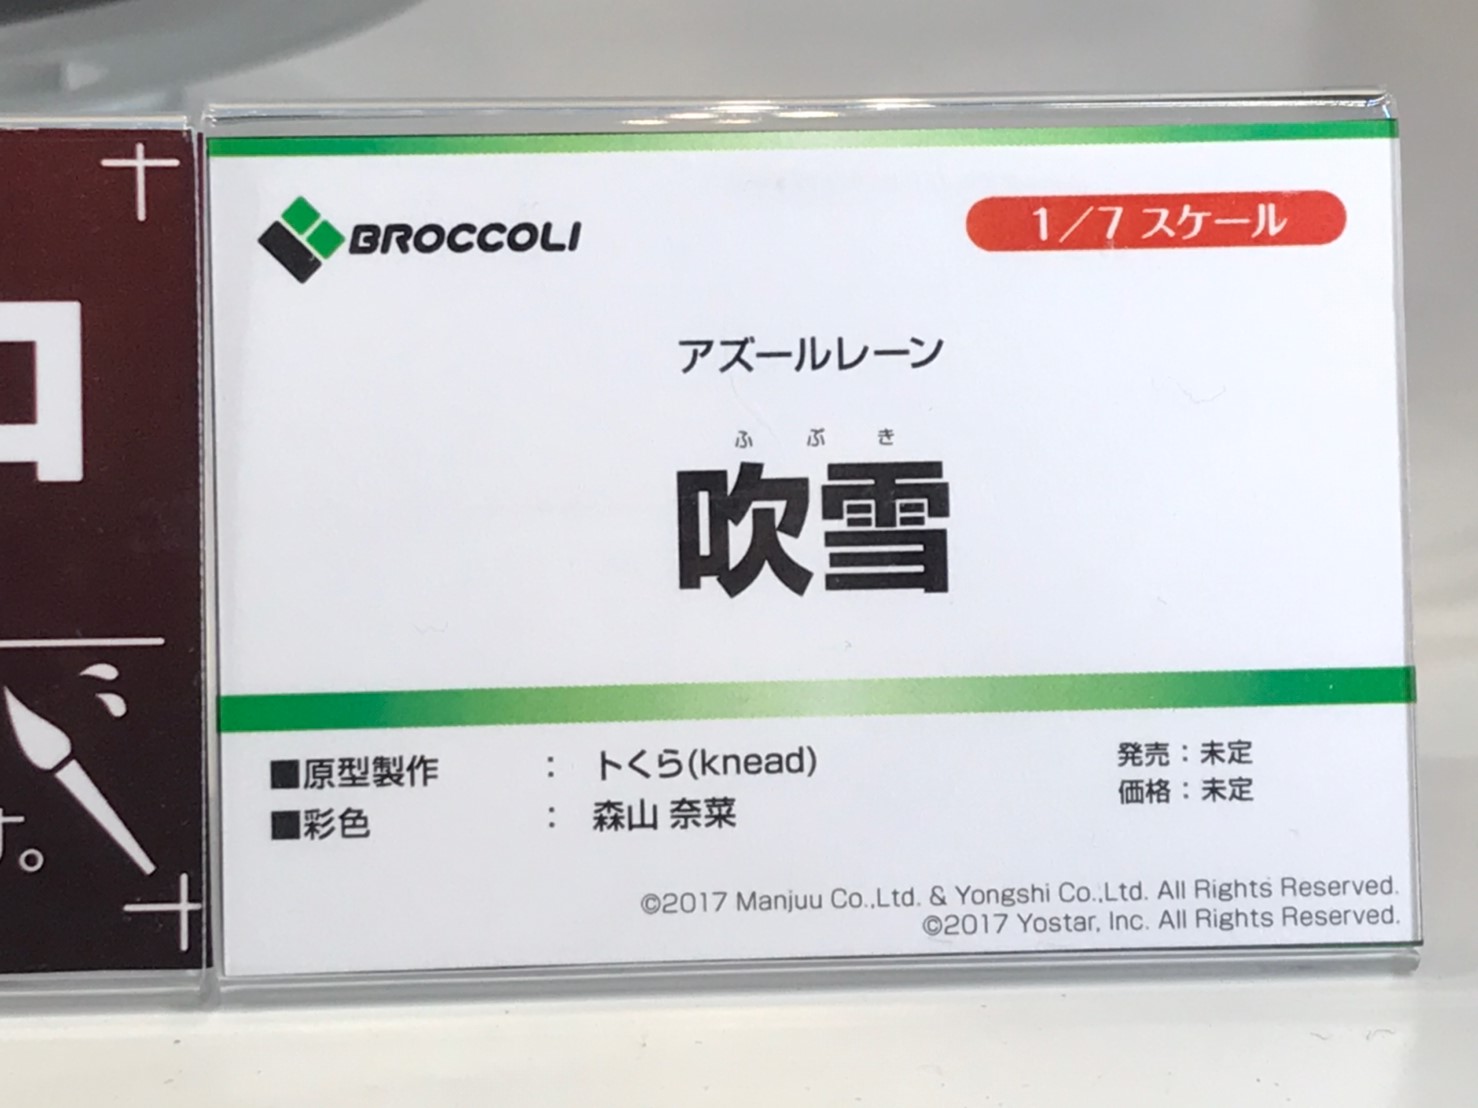 BROCCOLI
1/7 スケール
アズールレーン
ふぶき
吹雪
■原型製作 : トくら(knead)
■彩色 : 森山 奈菜
発売:未定
価格:未定
©2017 Manjuu Co.,Ltd. & Yongshi Co.,Ltd. All Rights Reserved.
©2017 Yostar, Inc. All Rights Reserved.